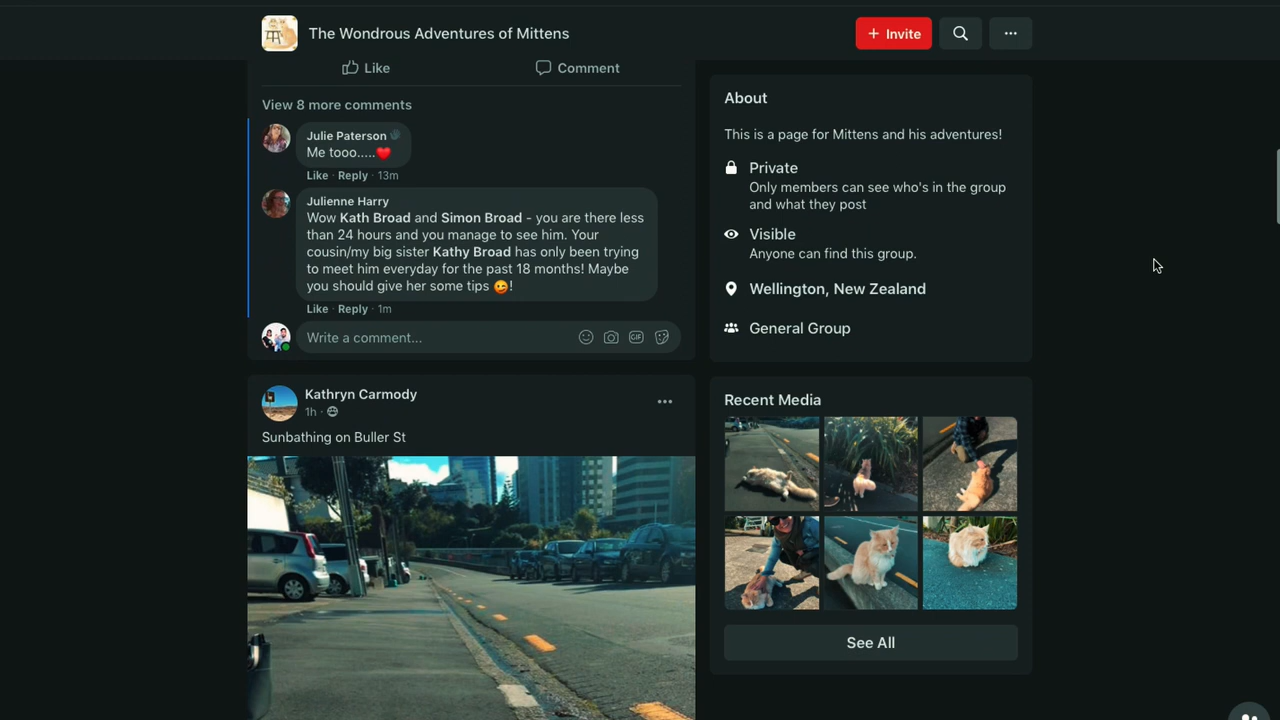 The Wondrous Adventures of Mittens
+ Invite
Like
Comment
View 8 more comments
Julie Paterson
Me tooo.....❤️
Like · Reply · 13m
Julienne Harry
Wow Kath Broad and Simon Broad - you are there less
than 24 hours and you manage to see him. Your
cousin/my big sister Kathy Broad has only been trying
to meet him everyday for the past 18 months! Maybe
you should give her some tips 😉!
Like · Reply · 1m
Write a comment...
GIF
Kathryn Carmody
1h
Sunbathing on Buller St
About
This is a page for Mittens and his adventures!
Private
Only members can see who's in the group
and what they post
Visible
Anyone can find this group.
Wellington, New Zealand
General Group
Recent Media
See All